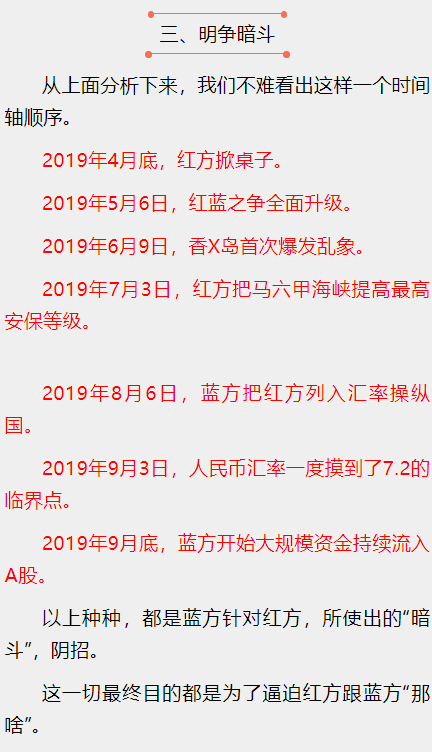 三、明争暗斗
从上面分析下来，我们不难看出这样一个时间
轴顺序。
2019年4月底，红方掀桌子。
2019年5月6日，红蓝之争全面升级。
2019年6月9日，香X岛首次爆发乱象。
2019年7月3日，红方把马六甲海峡提高最高
安保等级。
2019年8月6日，蓝方把红方列入汇率操纵
国。
2019年9月3日，人民币汇率一度摸到了7.2的
临界点。
2019年9月底，蓝方开始大规模资金持续流入
A股。
以上种种，都是蓝方针对红方，所使出的“暗
斗”，阴招。
这一切最终目的都是为了逼迫红方跟蓝方“那
啥”。